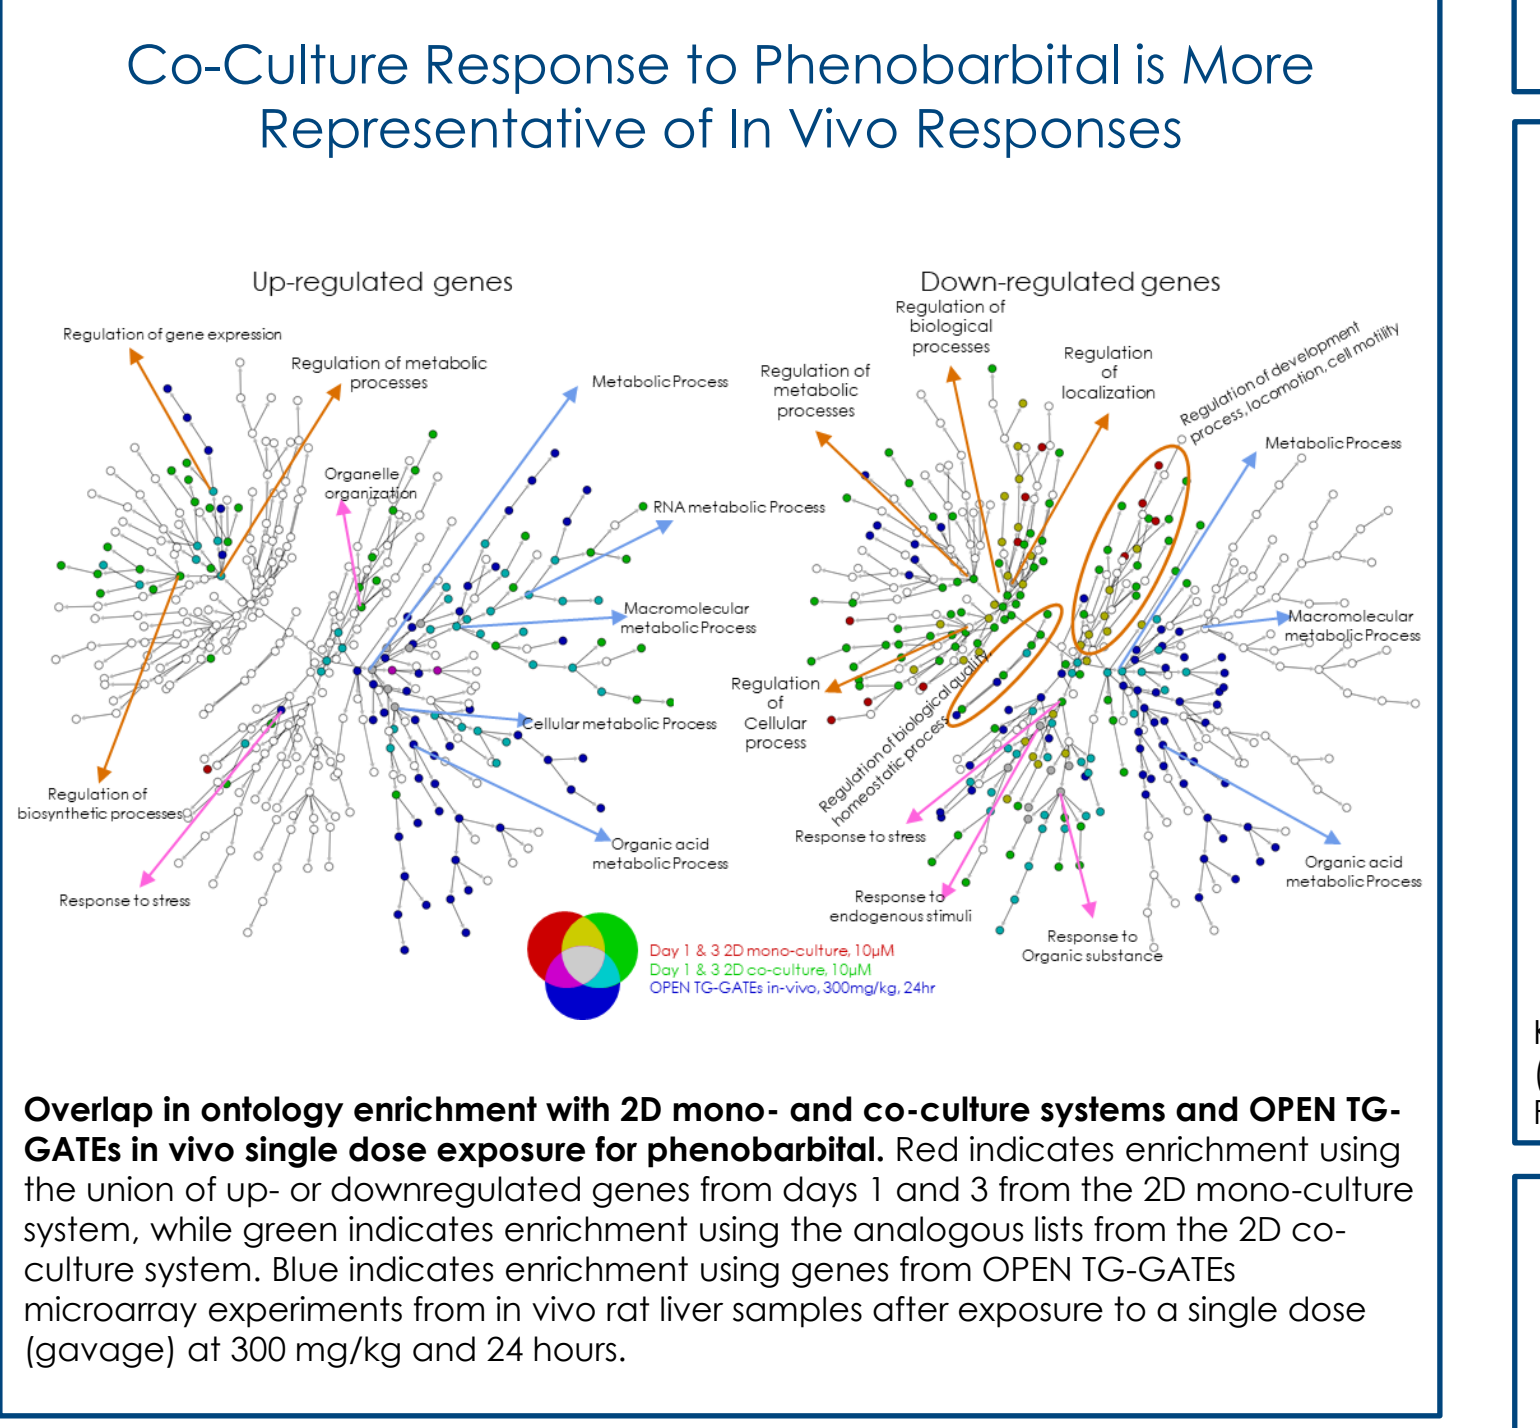 Co-Culture Response to Phenobarbital is More
Representative of In Vivo Responses
Up-regulated genes
Regulation of gene expression
Regulation of metabolic
processes
Metabolic Process
Organelle
organization
RNA metabolic Process
Macromolecular
metabolic Process
Cellular metabolic Process
Regulation of
biosynthetic processes
Organic acid
metabolic Process
Response to stress
Down-regulated genes
Regulation of
biological
processes
Regulation
of
localization
Regulation of development
process, locomotion, cell motility
Regulation of
metabolic
processes
Metabolic Process
Macromolecular
metabolic Process
Regulation
of
Cellular
process
Regulation of biological quality,
homeostatic process
Response to stress
Organic acid
metabolic Process
Response to
endogenous stimuli
Response to
Organic substance
Day 1 & 3 2D mono-culture, 10µM
Day 1 & 3 2D co-culture, 10µM
OPEN TG-GATEs in-vivo, 300mg/kg, 24hr
Overlap in ontology enrichment with 2D mono- and co-culture systems and OPEN TG-
GATEs in vivo single dose exposure for phenobarbital. Red indicates enrichment using
the union of up- or downregulated genes from days 1 and 3 from the 2D mono-culture
system, while green indicates enrichment using the analogous lists from the 2D co-
culture system. Blue indicates enrichment using genes from OPEN TG-GATEs
microarray experiments from in vivo rat liver samples after exposure to a single dose
(gavage) at 300 mg/kg and 24 hours.